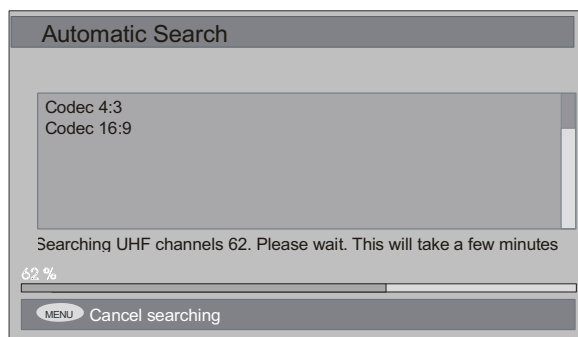 Automatic Search
Codec 4:3
Codec 16:9
Searching UHF channels 62. Please wait. This will take a few minutes
62 %
MENU Cancel searching